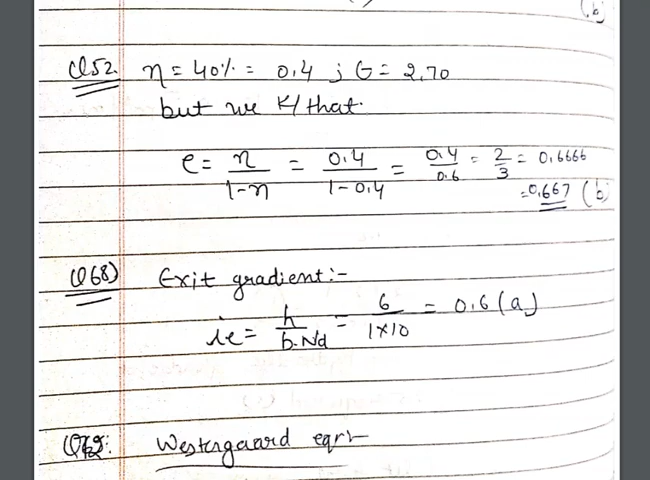 (b)
Q52. n = 40% = 0.4 ; G = 2.70
but we K/that.
e = n/(1-n) = 0.4/(1-0.4) = 0.4/0.6 = 2/3 = 0.6666
=0.667 (b)
Q68) Exit gradient:-
ie = h/(b.Nd) = 6/(1×10) = 0.6 (a)
Westergaard eqn:-